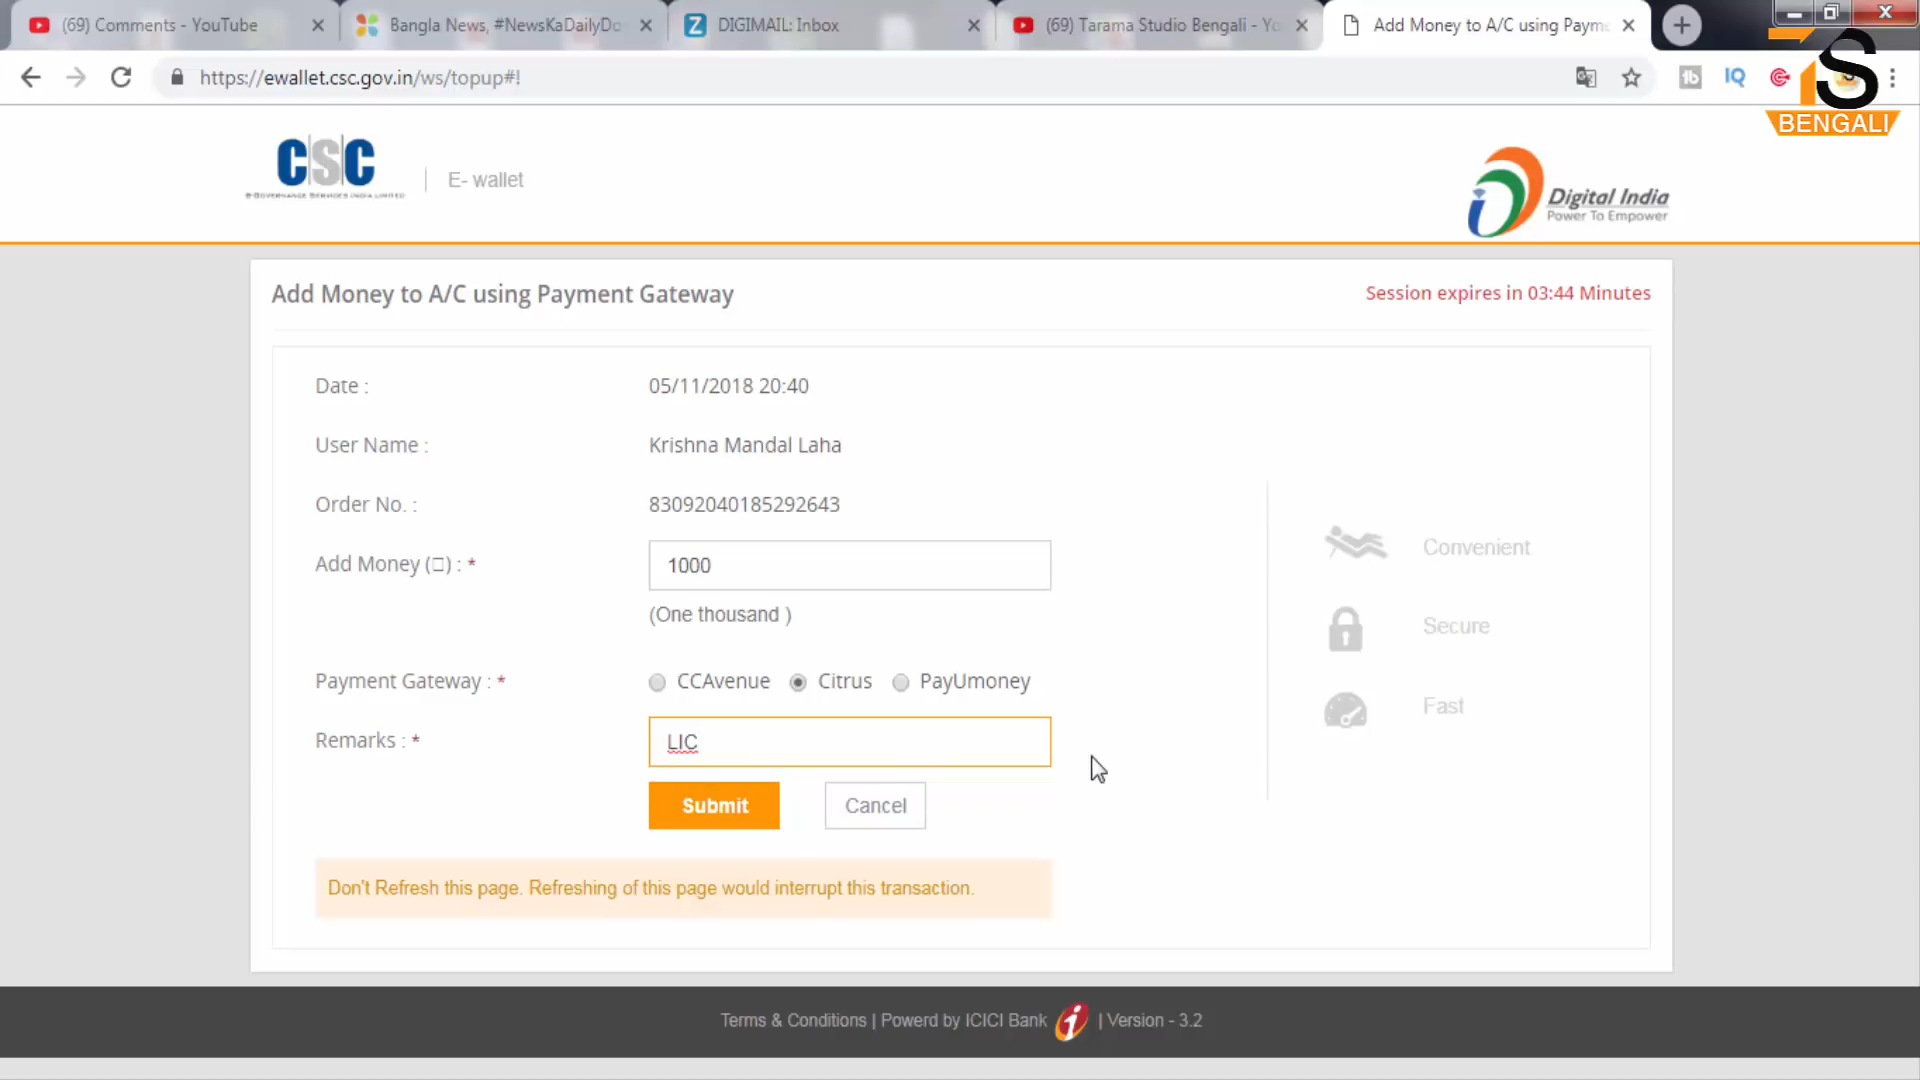 (69) Comments - YouTube
Bangla News, #NewsKaDailyDo
DIGIMAIL: Inbox
(69) Tarama Studio Bengali - Yo
Add Money to A/C using Payme
https://ewallet.csc.gov.in/ws/topup#!
IQ
S
BENGALI
CSC
E-GOVERNANCE SERVICES INDIA LIMITED
E- wallet
Digital India
Power To Empower
Add Money to A/C using Payment Gateway
Session expires in 03:44 Minutes
Date :
05/11/2018 20:40
User Name :
Krishna Mandal Laha
Order No. :
83092040185292643
Add Money (□) : *
1000
(One thousand )
Payment Gateway : *
CCAvenue
Citrus
PayUmoney
Remarks : *
LIC
Submit
Cancel
Don't Refresh this page. Refreshing of this page would interrupt this transaction.
Convenient
Secure
Fast
Terms & Conditions | Powerd by ICICI Bank | Version - 3.2